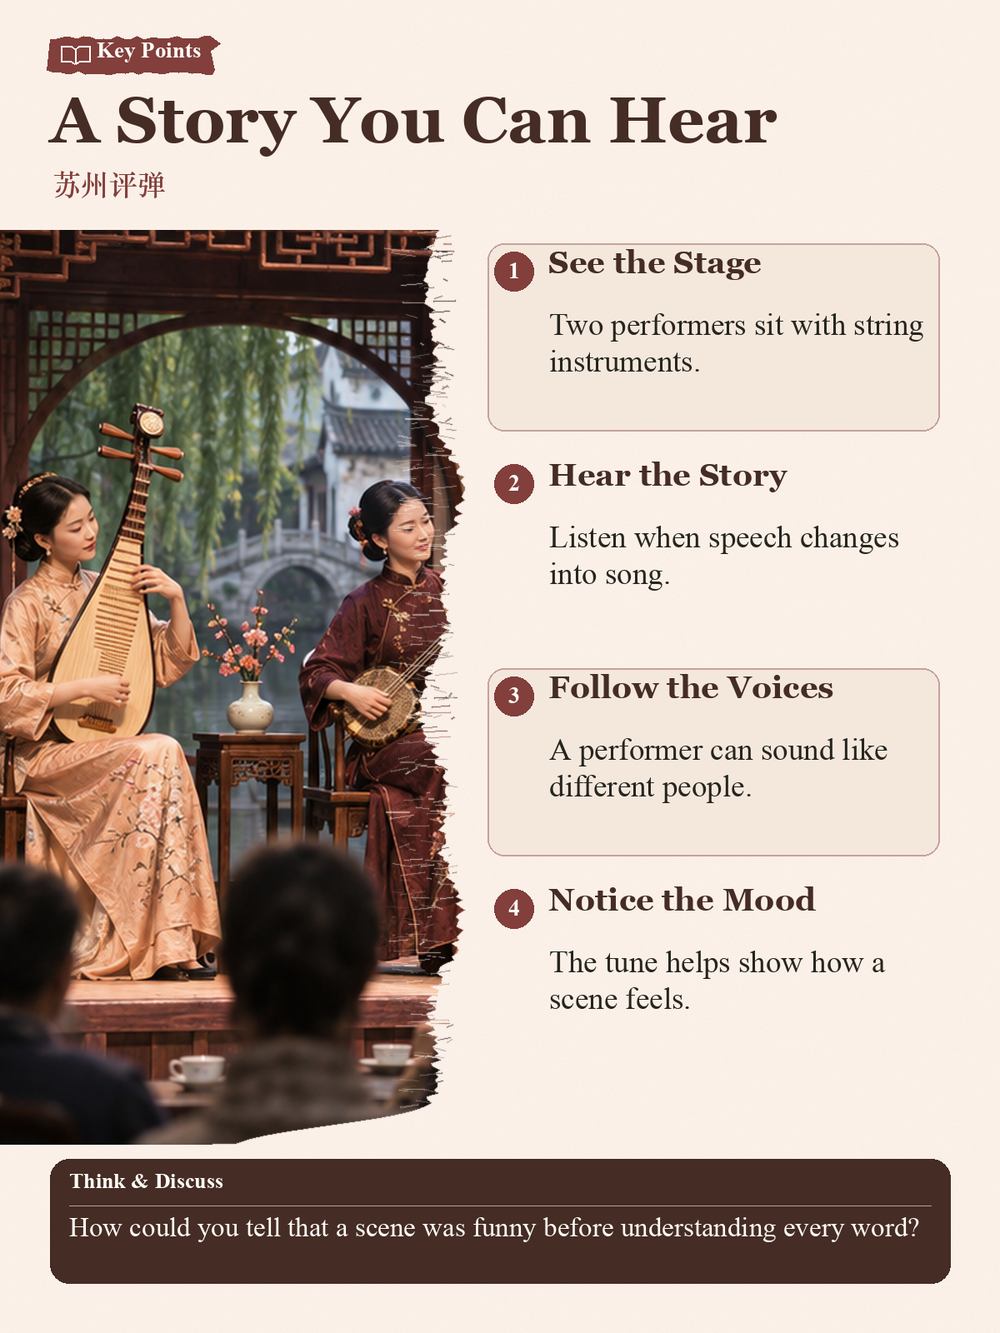 Key Points
A Story You Can Hear
苏州评弹
1 See the Stage
Two performers sit with string
instruments.
2 Hear the Story
Listen when speech changes
into song.
3 Follow the Voices
A performer can sound like
different people.
4 Notice the Mood
The tune helps show how a
scene feels.
Think & Discuss
How could you tell that a scene was funny before understanding every word?